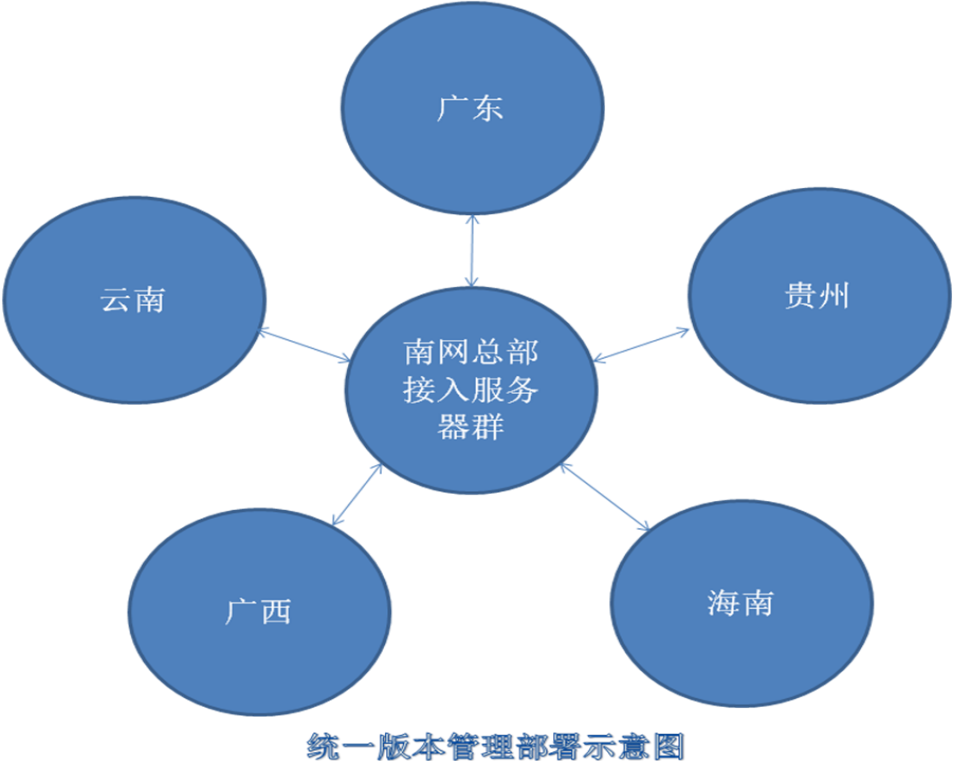 广东
云南
贵州
南网总部
接入服务
器群
广西
海南
统一版本管理部署示意图